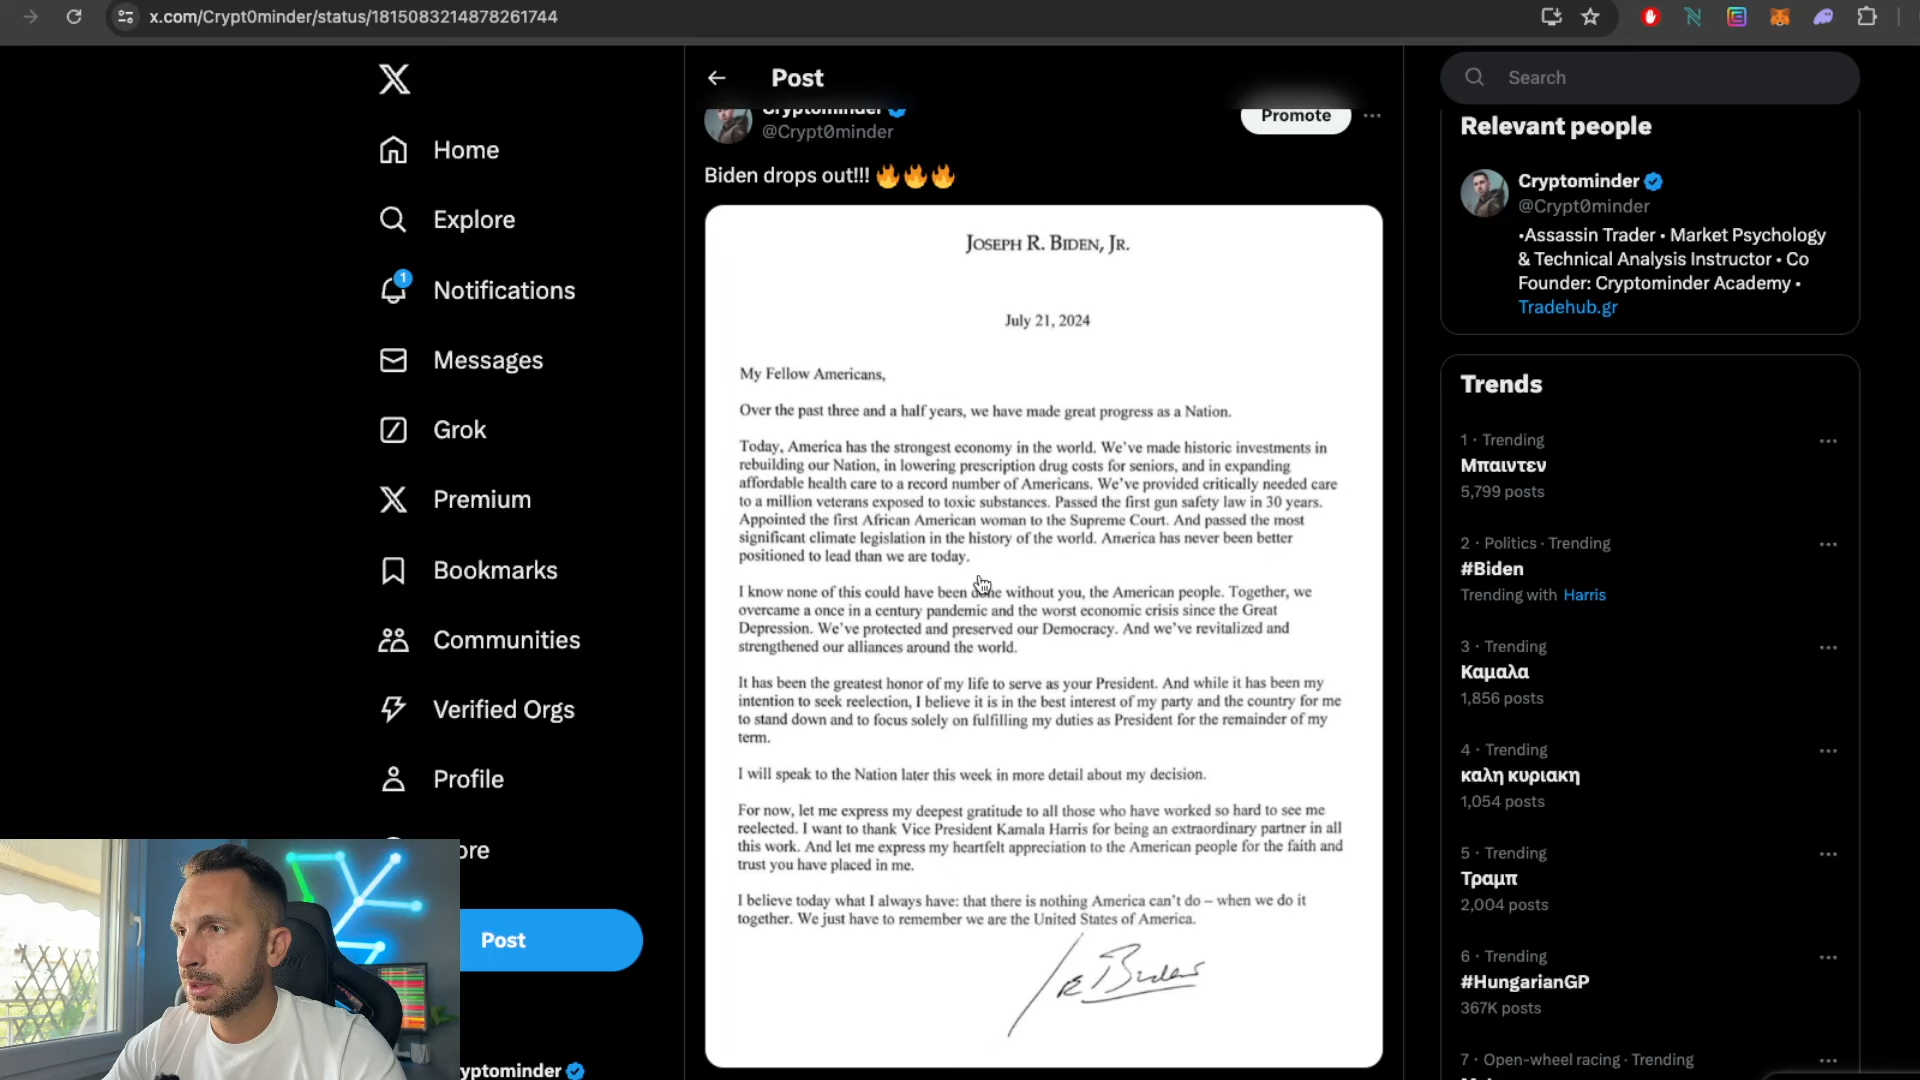 x.com/Crypt0minder/status/1815083214878261744
Home
Explore
1
Notifications
Messages
Grok
Premium
Bookmarks
Communities
Verified Orgs
Profile
Post
Post
Cryptominder
@Crypt0minder
Promote
Biden drops out!!! 🔥🔥🔥
JOSEPH R. BIDEN, JR.
July 21, 2024
My Fellow Americans,
Over the past three and a half years, we have made great progress as a Nation.
Today, America has the strongest economy in the world. We've made historic investments in
rebuilding our Nation, in lowering prescription drug costs for seniors, and in expanding
affordable health care to a record number of Americans. We've provided critically needed care
to a million veterans exposed to toxic substances. Passed the first gun safety law in 30 years.
Appointed the first African American woman to the Supreme Court. And passed the most
significant climate legislation in the history of the world. America has never been better
positioned to lead than we are today.
I know none of this could have been done without you, the American people. Together, we
overcame a once in a century pandemic and the worst economic crisis since the Great
Depression. We've protected and preserved our Democracy. And we've revitalized and
strengthened our alliances around the world.
It has been the greatest honor of my life to serve as your President. And while it has been my
intention to seek reelection, I believe it is in the best interest of my party and the country for me
to stand down and to focus solely on fulfilling my duties as President for the remainder of my
term.
I will speak to the Nation later this week in more detail about my decision.
For now, let me express my deepest gratitude to all those who have worked so hard to see me
reelected. I want to thank Vice President Kamala Harris for being an extraordinary partner in all
this work. And let me express my heartfelt appreciation to the American people for the faith and
trust you have placed in me.
I believe today what I always have: that there is nothing America can't do – when we do it
together. We just have to remember we are the United States of America.
Joe Biden
Search
Relevant people
Cryptominder
@Crypt0minder
•Assassin Trader • Market Psychology
& Technical Analysis Instructor • Co
Founder: Cryptominder Academy •
Tradehub.gr
Trends
1 · Trending
Μπαιντεν
5,799 posts
2 · Politics · Trending
#Biden
Trending with Harris
3 · Trending
Καμαλα
1,856 posts
4 · Trending
καλη κυριακη
1,054 posts
5 · Trending
Τραμπ
2,004 posts
6 · Trending
#HungarianGP
367K posts
7 · Open-wheel racing · Trending